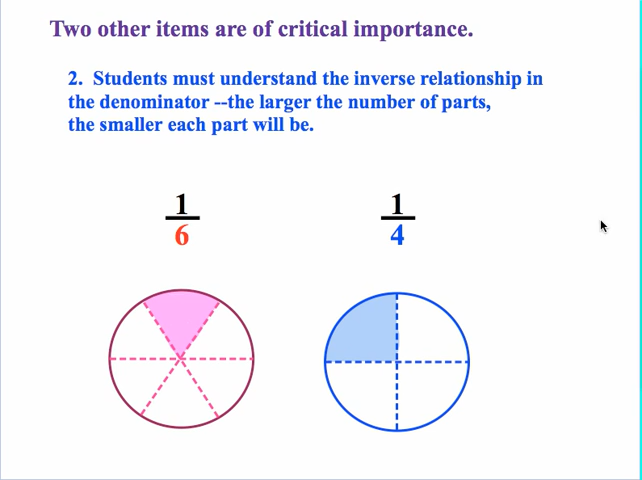 Two other items are of critical importance.
2. Students must understand the inverse relationship in
the denominator --the larger the number of parts,
the smaller each part will be.
1
6
1
4